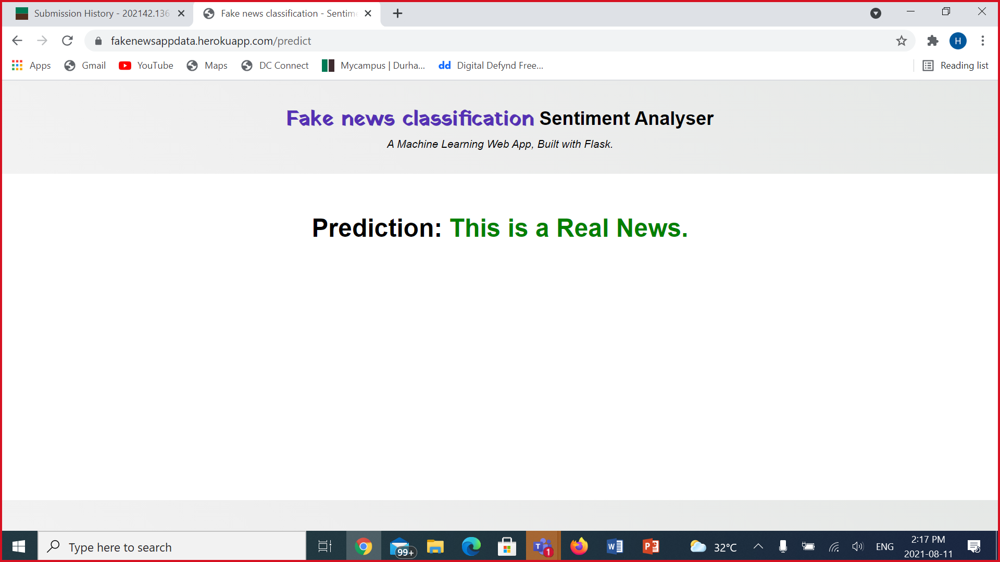 Submission History - 202142.136
Fake news classification - Sentim
fakenewsappdata.herokuapp.com/predict
H
Apps
Gmail
YouTube
Maps
DC Connect
Mycampus | Durha...
dd Digital Defynd Free...
Reading list
Fake news classification Sentiment Analyser
A Machine Learning Web App, Built with Flask.
Prediction: This is a Real News.
Type here to search
99+
T
1
W
P
32°C
ENG
2:17 PM
2021-08-11